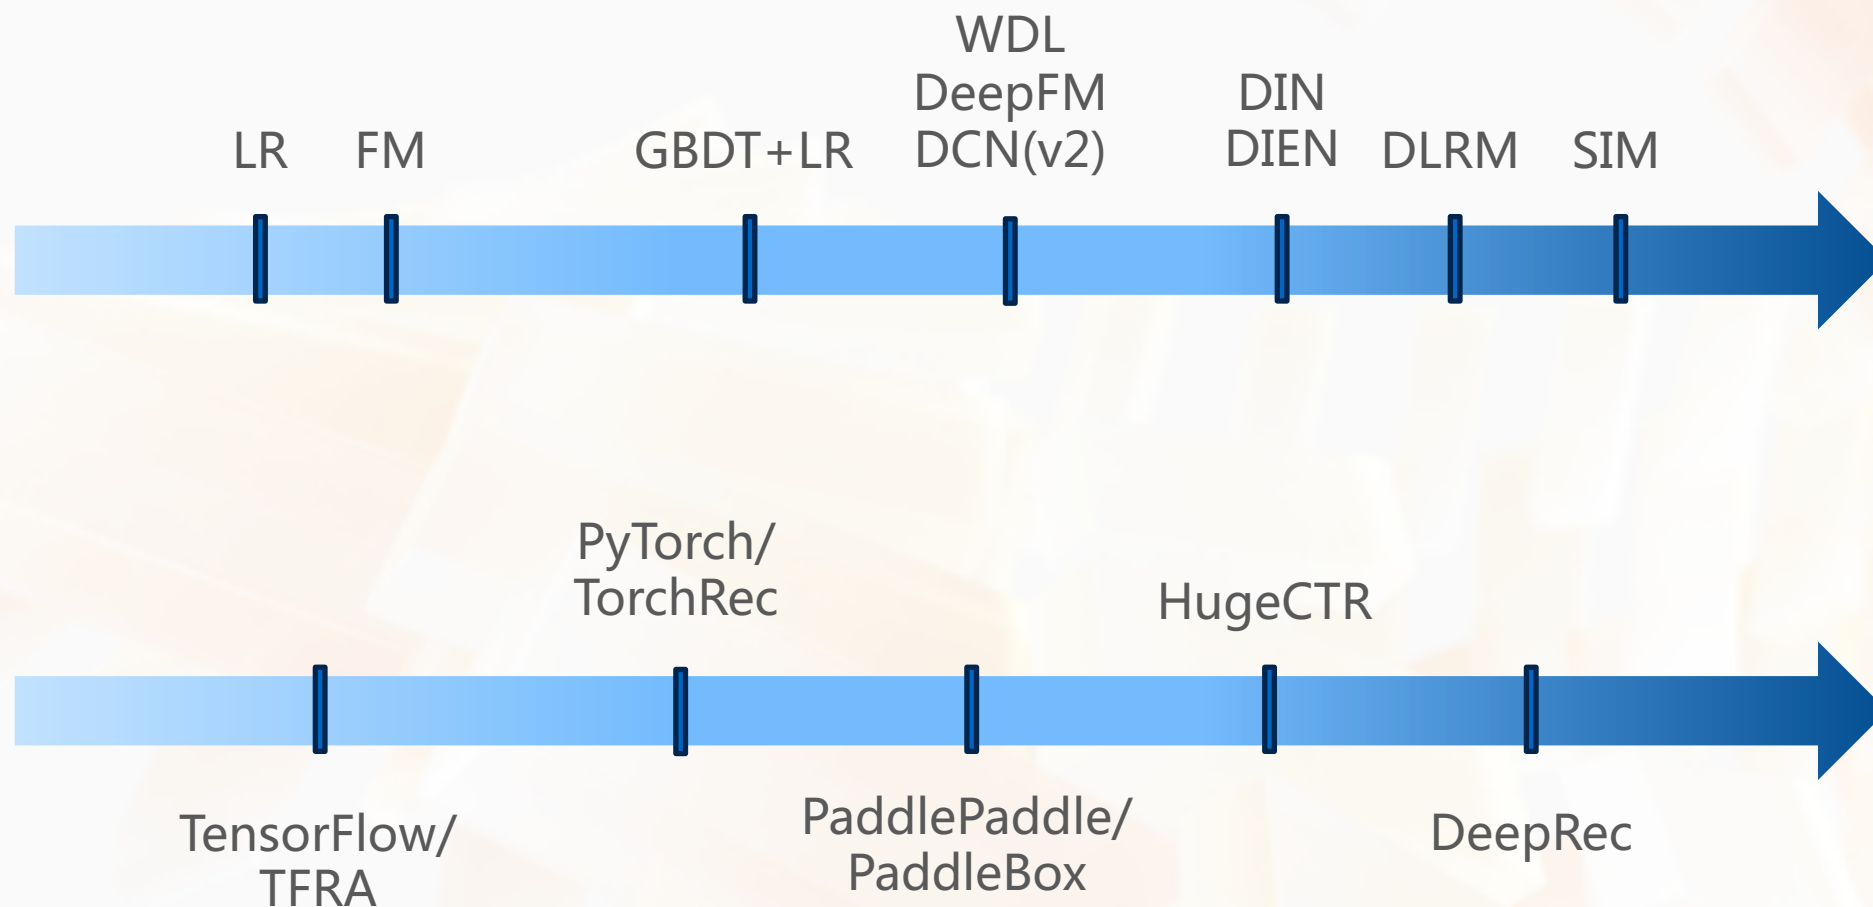 LR
FM
GBDT+LR
WDL
DeepFM
DCN(v2)
DIN
DIEN
DLRM
SIM
TensorFlow/
TFRA
PyTorch/
TorchRec
PaddlePaddle/
PaddleBox
HugeCTR
DeepRec